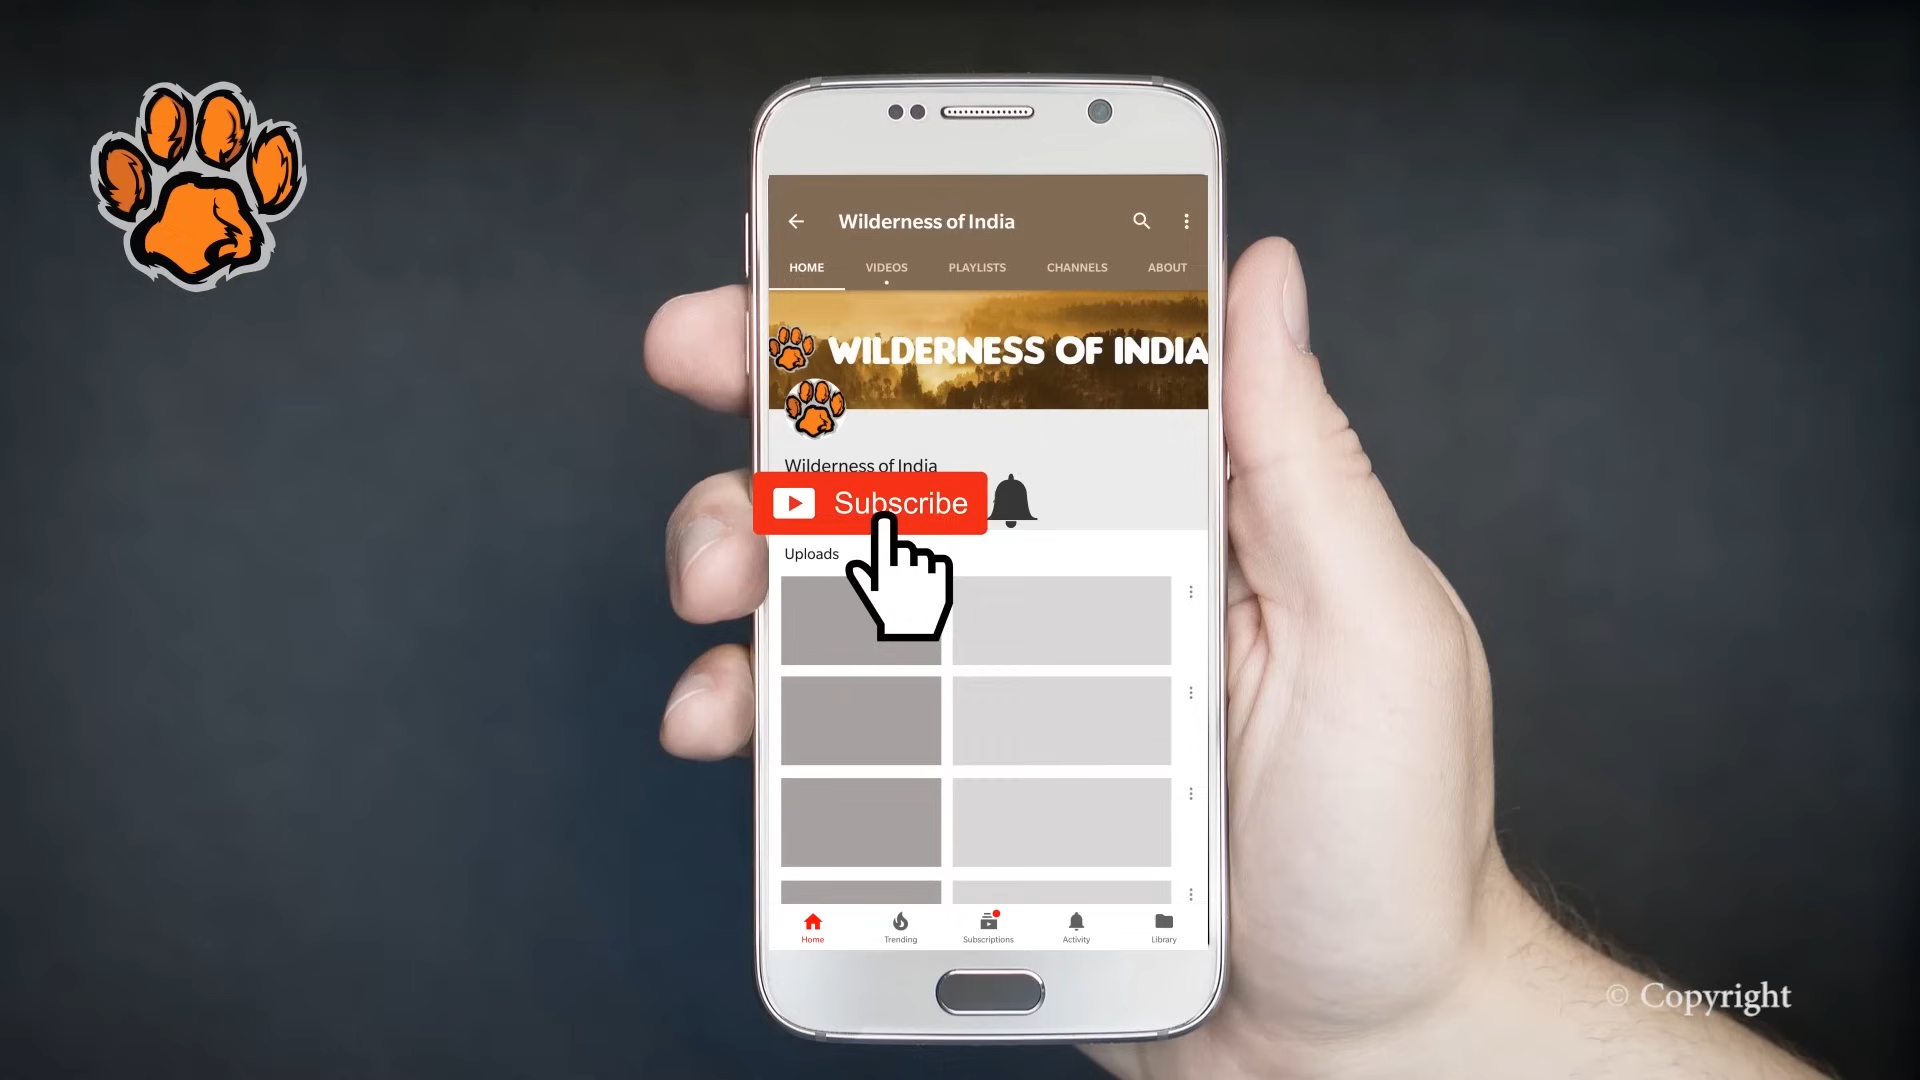 Wilderness of India
HOME VIDEOS PLAYLISTS CHANNELS ABOUT
WILDERNESS OF INDIA
Wilderness of India
Subscribe
Uploads
Home Trending Subscriptions Activity Library
© Copyright